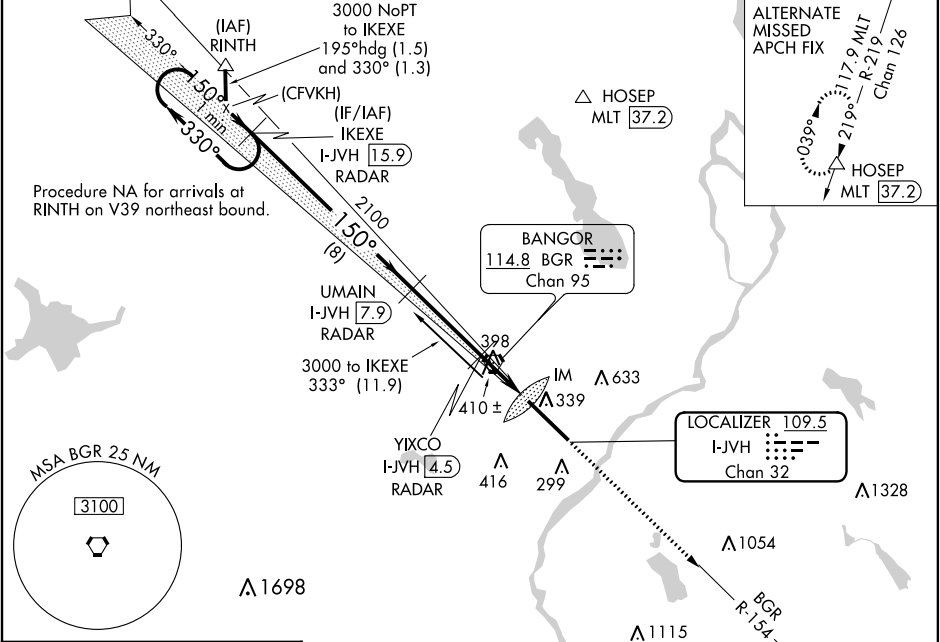 3000 NoPT
to IKEXE
195°hdg (1.5)
and 330° (1.3)
(IAF)
RINTH
330°
150°
1 min
330°
(CFVKH)
(IF/IAF)
IKEXE
I-JVH 15.9
RADAR
Procedure NA for arrivals at
RINTH on V39 northeast bound.
HOSEP
MLT 37.2
ALTERNATE
MISSED
APCH FIX
117.9 MLT
R-219
Chan 126
039°
219°
HOSEP
MLT 37.2
2100
150°
(8)
BANGOR
114.8 BGR
Chan 95
UMAIN
I-JVH 7.9
RADAR
3000 to IKEXE
333° (11.9)
398
410 ±
IM
339
633
YIXCO
I-JVH 4.5
RADAR
416
299
LOCALIZER 109.5
I-JVH
Chan 32
1328
1054
MSA BGR 25 NM
3100
1698
BGR
R-154
1115